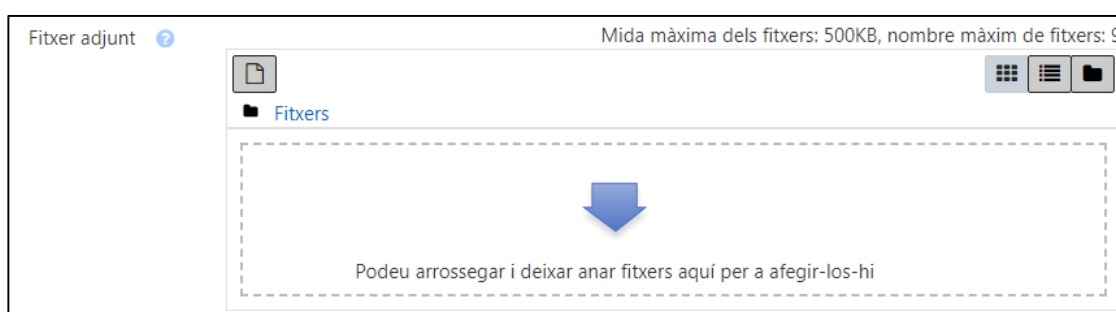 Fitxer adjunt
Mida màxima dels fitxers: 500KB, nombre màxim de fitxers: 9
Fitxers
Podeu arrossegar i deixar anar fitxers aquí per a afegir-los-hi